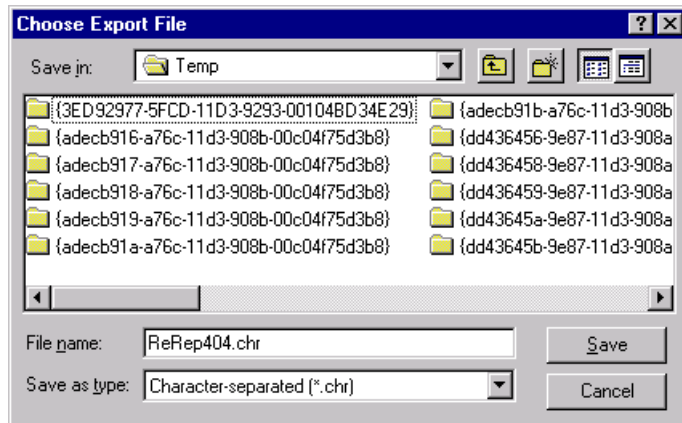 Choose Export File
Save in: Temp
{3ED92977-5FCD-11D3-9293-00104BD34E29}
{adecb916-a76c-11d3-908b-00c04f75d3b8}
{adecb917-a76c-11d3-908b-00c04f75d3b8}
{adecb918-a76c-11d3-908b-00c04f75d3b8}
{adecb919-a76c-11d3-908b-00c04f75d3b8}
{adecb91a-a76c-11d3-908b-00c04f75d3b8}
{adecb91b-a76c-11d3-908b
{dd436456-9e87-11d3-908a
{dd436458-9e87-11d3-908a
{dd436459-9e87-11d3-908a
{dd43645a-9e87-11d3-908a
{dd43645b-9e87-11d3-908a
File name: ReRep404.chr Save
Save as type: Character-separated (*.chr) Cancel